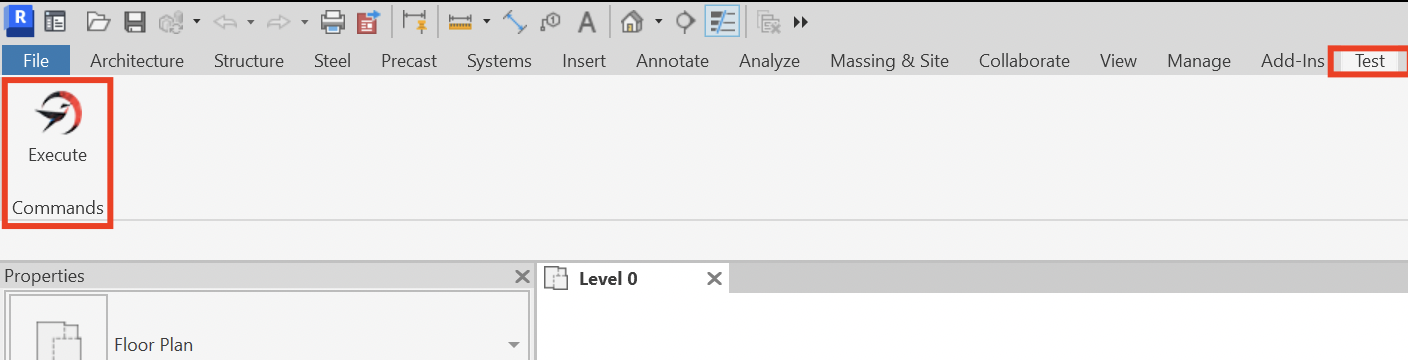 R
File Architecture Structure Steel Precast Systems Insert Annotate Analyze Massing & Site Collaborate View Manage Add-Ins Test
Execute
Commands
Properties
Level 0
Floor Plan